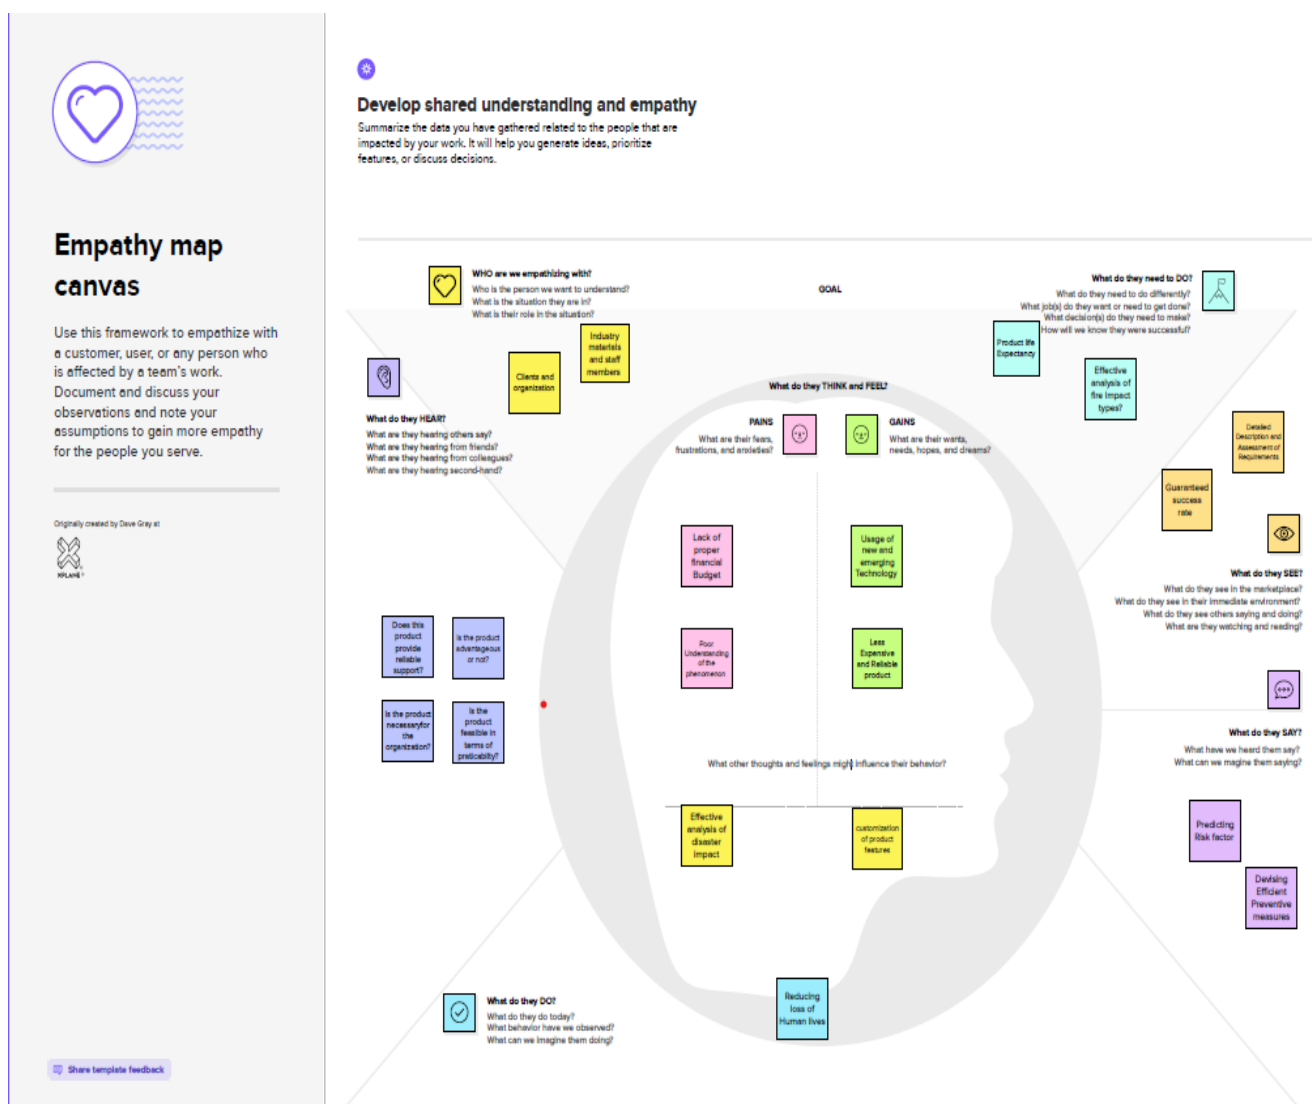 Empathy map
canvas
Use this framework to empathize with
a customer, user, or any person who
is affected by a team's work.
Document and discuss your
observations and note your
assumptions to gain more empathy
for the people you serve.
Originally created by Dave Gray at
XPLANE
Share template feedback
Develop shared understanding and empathy
Summarize the data you have gathered related to the people that are
impacted by your work. It will help you generate ideas, prioritize
features, or discuss decisions.
WHO are we empathizing with?
Who is the person we want to understand?
What is the situation they are in?
What is their role in the situation?
Industry
materials
and staff
members
Clients and
organization
GOAL
What do they need to DO?
What do they need to do differently?
What job(s) do they want or need to get done?
What decision(s) do they need to make?
How will we know they were successful?
Product life
Expectancy
Effective
analysis of
fire impact
types?
What do they HEAR?
What are they hearing others say?
What are they hearing from friends?
What are they hearing from colleagues?
What are they hearing second-hand?
Does this
product
provide
reliable
support?
Is the product
advantageous
or not?
Is the product
necessaryfor
the
organization?
Is the
product
feasible in
terms of
preticability?
What do they THINK and FEEL?
PAINS
What are their fears,
frustrations, and anxieties?
GAINS
What are their wants,
needs, hopes, and dreams?
Lack of
proper
financial
Budget
Usage of
new and
emerging
Technology
Poor
Understanding
of the
phenomenon
Less
Expensive
and Reliable
product
What other thoughts and feelings might influence their behavior?
Effective
analysis of
disaster
impact
customization
of product
features
Detailed
Description and
Assessment of
Requirements
Guaranteed
success
rate
What do they SEE?
What do they see in the marketplace?
What do they see in their immediate environment?
What do they see others saying and doing?
What are they watching and reading?
What do they SAY?
What have we heard them say?
What can we magine them saying?
Predicting
Risk factor
Devising
Efficient
Preventive
measures
What do they DO?
What do they do today?
What behavior have we observed?
What can we imagine them doing?
Reducing
loss of
Human lives